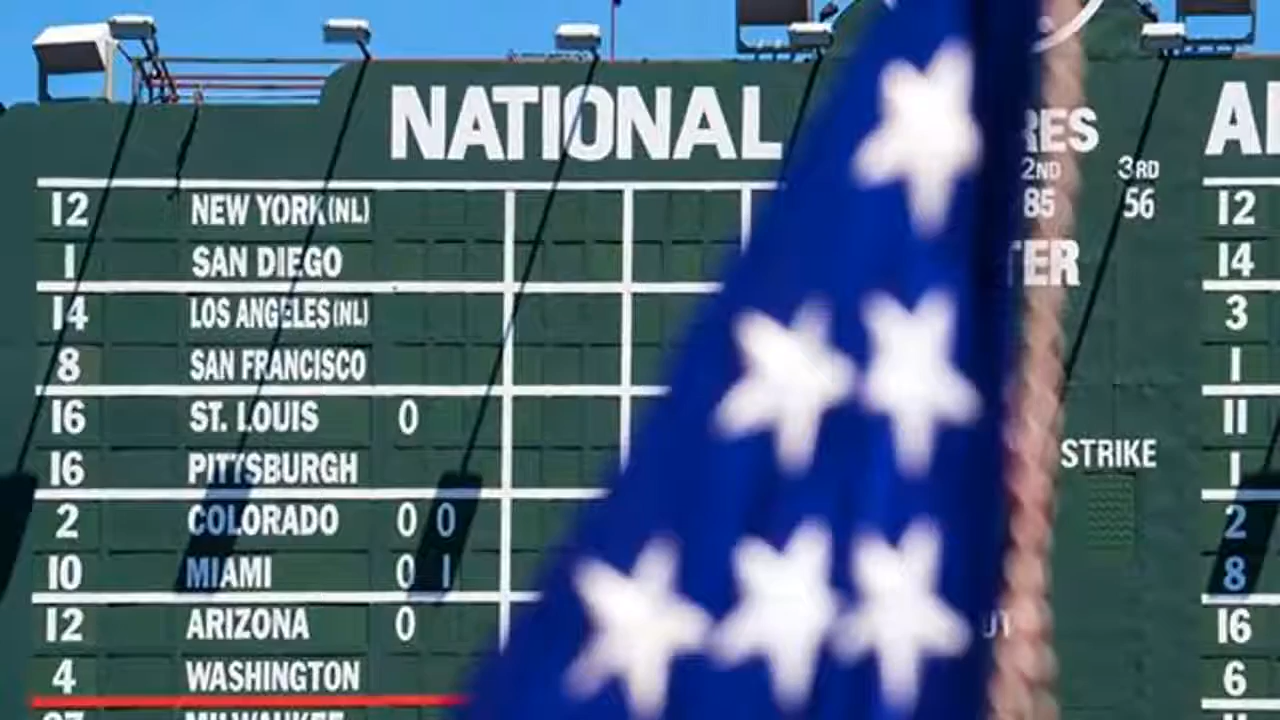 NATIONAL
RES
AI
2ND 3RD
85 56
TER
12 NEW YORK(NL) 12
1 SAN DIEGO 14
14 LOS ANGELES(NL) 3
8 SAN FRANCISCO 1
16 ST. LOUIS 0 11
16 PITTSBURGH 1
STRIKE
2 COLORADO 0 0 2
10 MIAMI 0 1 8
12 ARIZONA 0 16
4 WASHINGTON 6
MILWAUKEE